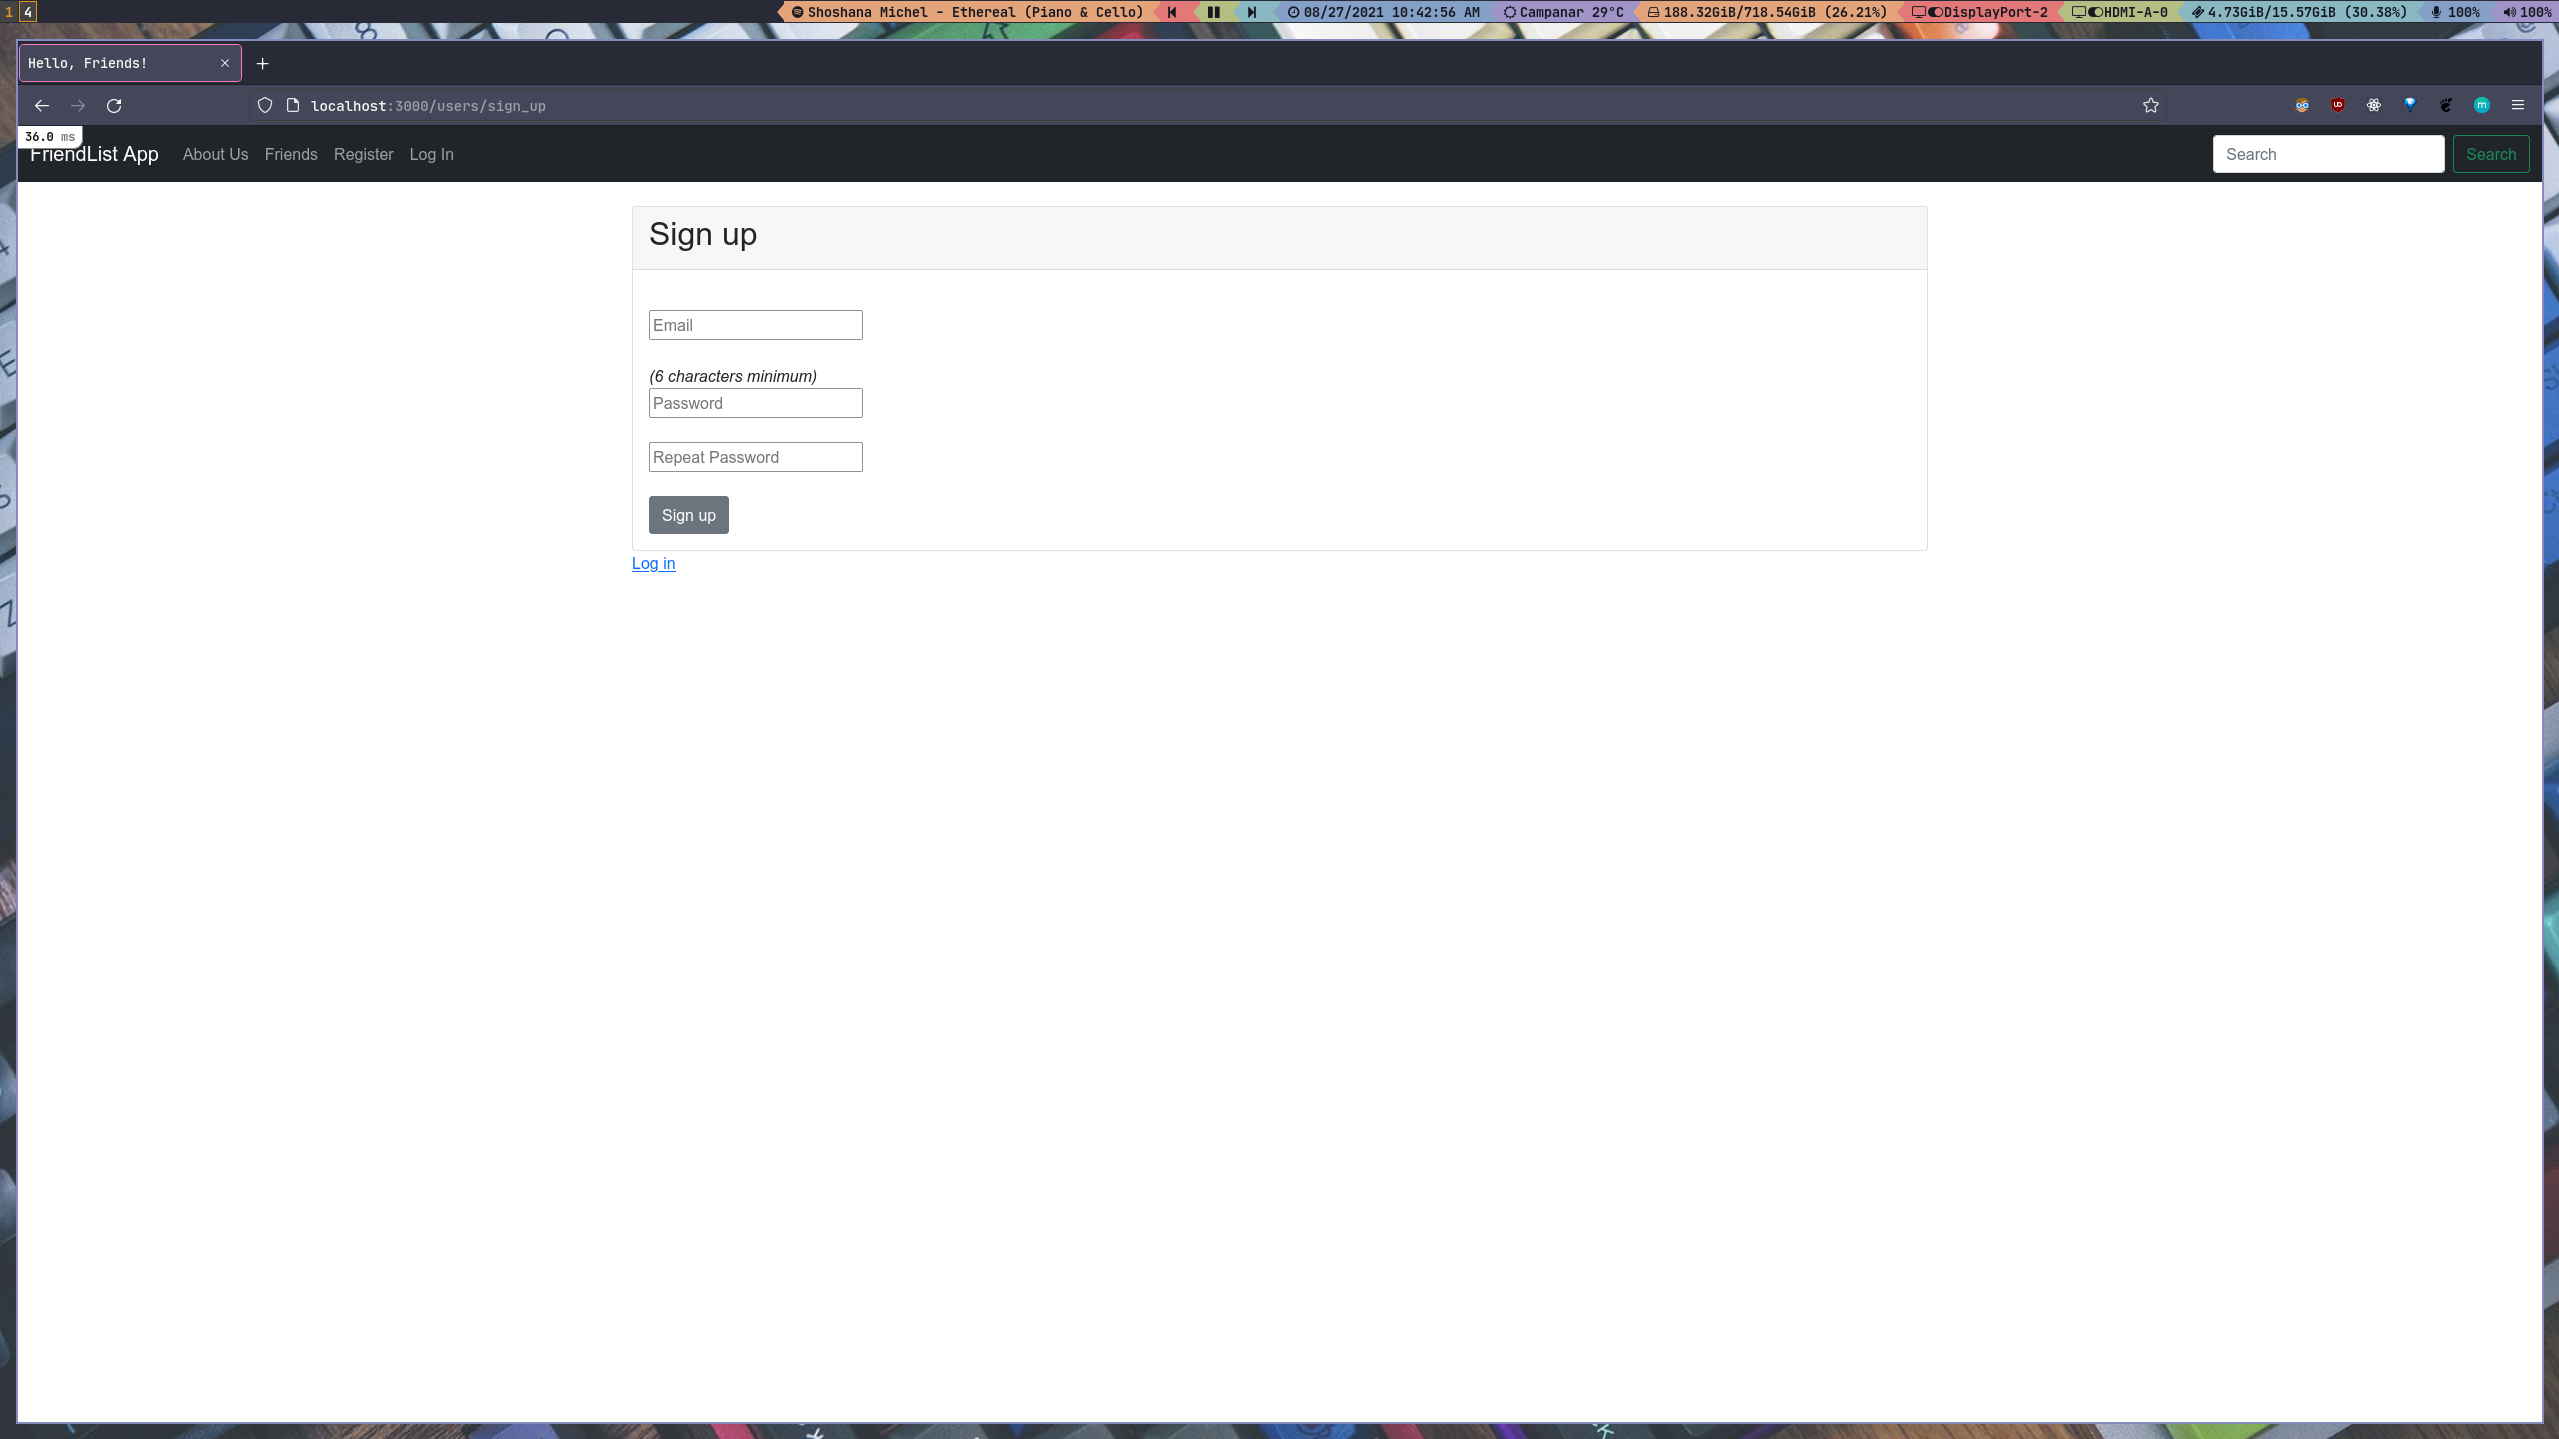 1 4 Shoshana Michel - Ethereal (Piano & Cello) 08/27/2021 10:42:56 AM Campanar 29°C 188.32GiB/718.54GiB (26.21%) DisplayPort-2 HDMI-A-0 4.73GiB/15.57GiB (30.38%) 100% 100%
Hello, Friends!
localhost:3000/users/sign_up
36.0 ms
FriendList App About Us Friends Register Log In Search Search
Sign up
Email
(6 characters minimum)
Password
Repeat Password
Sign up
Log in